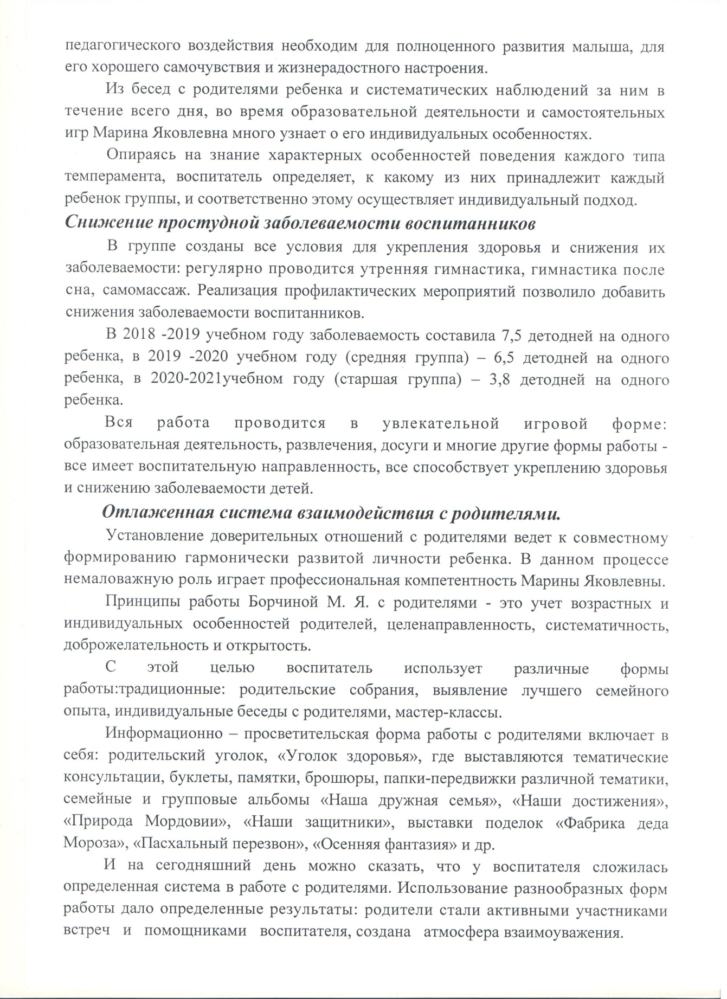 педагогического воздействия необходим для полноценного развития малыша, для
его хорошего самочувствия и жизнерадостного настроения.
Из бесед с родителями ребенка и систематических наблюдений за ним в
течение всего дня, во время образовательной деятельности и самостоятельных
игр Марина Яковлевна много узнает о его индивидуальных особенностях.
Опираясь на знание характерных особенностей поведения каждого типа
темперамента, воспитатель определяет, к какому из них принадлежит каждый
ребенок группы, и соответственно этому осуществляет индивидуальный подход.
Снижение простудной заболеваемости воспитанников
В группе созданы все условия для укрепления здоровья и снижения их
заболеваемости: регулярно проводится утренняя гимнастика, гимнастика после
сна, самомассаж. Реализация профилактических мероприятий позволило добавить
снижения заболеваемости воспитанников.
В 2018 -2019 учебном году заболеваемость составила 7,5 детодней на одного
ребенка, в 2019 -2020 учебном году (средняя группа) – 6,5 детодней на одного
ребенка, в 2020-2021учебном году (старшая группа) – 3,8 детодней на одного
ребенка.
Вся работа проводится в увлекательной игровой форме:
образовательная деятельность, развлечения, досуги и многие другие формы работы -
все имеет воспитательную направленность, все способствует укреплению здоровья
и снижению заболеваемости детей.
Отлаженная система взаимодействия с родителями.
Установление доверительных отношений с родителями ведет к совместному
формированию гармонически развитой личности ребенка. В данном процессе
немаловажную роль играет профессиональная компетентность Марины Яковлевны.
Принципы работы Борчиной М. Я. с родителями - это учет возрастных и
индивидуальных особенностей родителей, целенаправленность, систематичность,
доброжелательность и открытость.
С этой целью воспитатель использует различные формы
работы:традиционные: родительские собрания, выявление лучшего семейного
опыта, индивидуальные беседы с родителями, мастер-классы.
Информационно – просветительская форма работы с родителями включает в
себя: родительский уголок, «Уголок здоровья», где выставляются тематические
консультации, буклеты, памятки, брошюры, папки-передвижки различной тематики,
семейные и групповые альбомы «Наша дружная семья», «Наши достижения»,
«Природа Мордовии», «Наши защитники», выставки поделок «Фабрика деда
Мороза», «Пасхальный перезвон», «Осенняя фантазия» и др.
И на сегодняшний день можно сказать, что у воспитателя сложилась
определенная система в работе с родителями. Использование разнообразных форм
работы дало определенные результаты: родители стали активными участниками
встреч и помощниками воспитателя, создана атмосфера взаимоуважения.